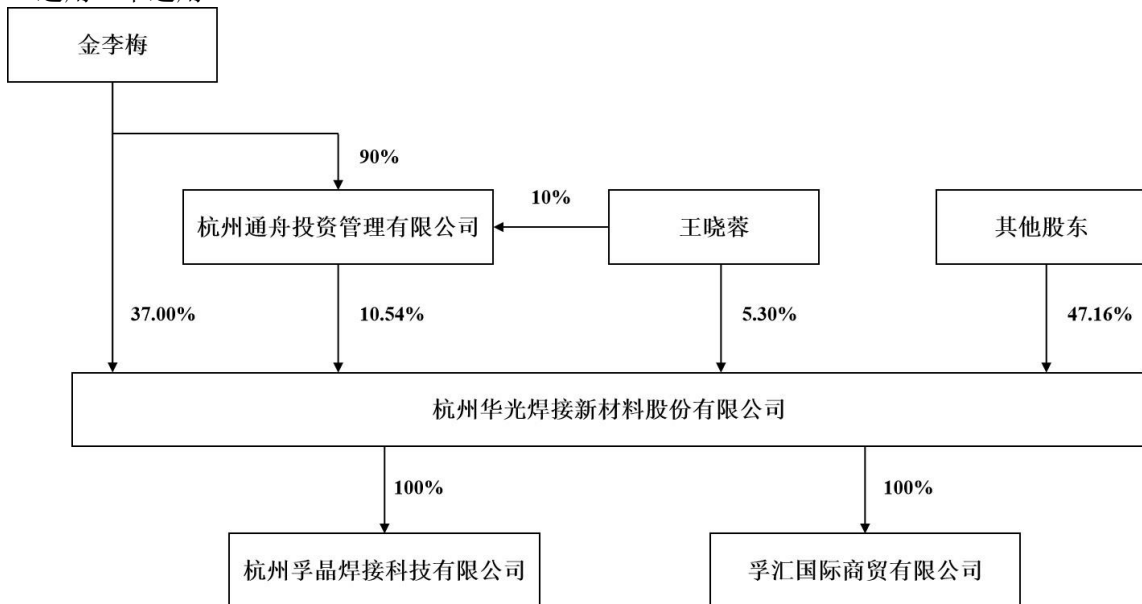 金李梅
90%
杭州通舟投资管理有限公司
10%
王晓蓉
其他股东
37.00%
10.54%
5.30%
47.16%
杭州华光焊接新材料股份有限公司
100%
100%
杭州孚晶焊接科技有限公司
孚汇国际商贸有限公司